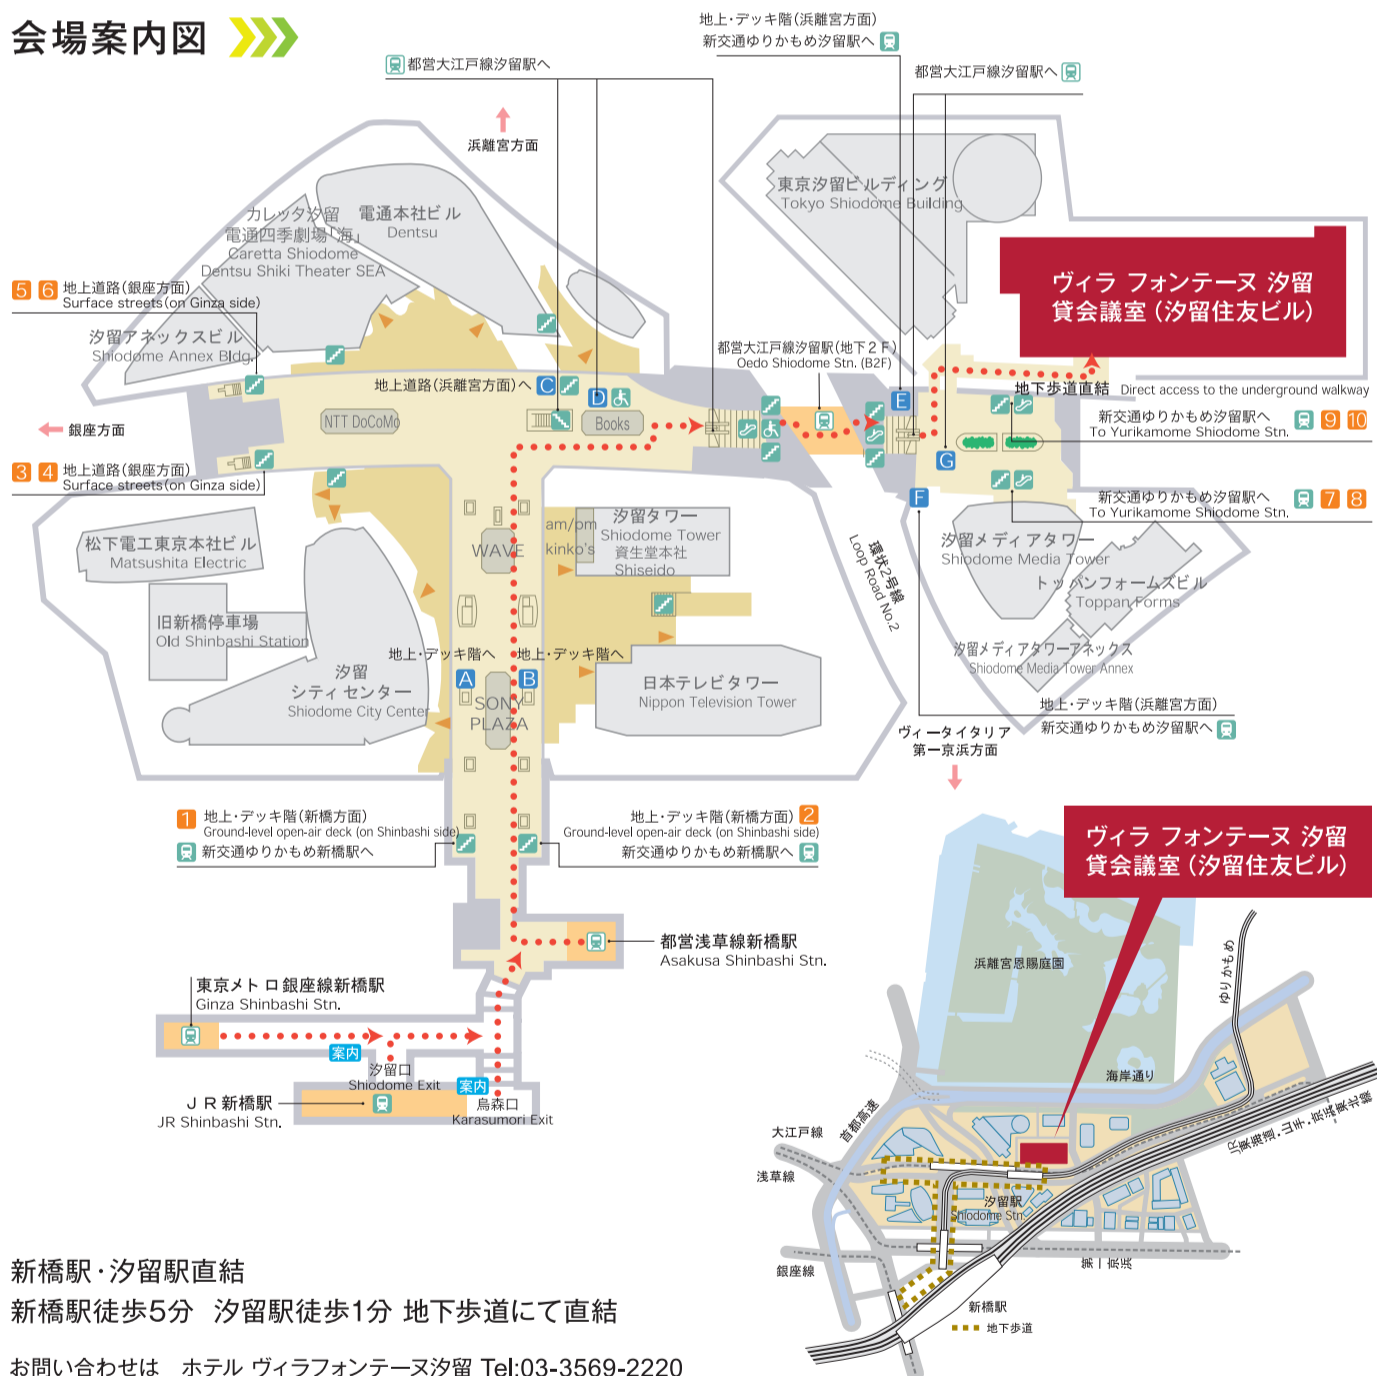 会場案内図
地上・デッキ階(浜離宮方面)
新交通ゆりかもめ汐留駅へ
都営大江戸線汐留駅へ
都営大江戸線汐留駅へ
浜離宮方面
東京汐留ビルディング
Tokyo Shiodome Building
カレッタ汐留
電通四季劇場「海」
Caretta Shiodome
Dentsu Shiki Theater SEA
電通本社ビル
Dentsu
ヴィラ フォンテーヌ 汐留
貸会議室 (汐留住友ビル)
5 6 地上道路(銀座方面)
Surface streets(on Ginza side)
汐留アネックスビル
Shiodome Annex Bldg.
都営大江戸線汐留駅(地下2F)
Oedo Shiodome Stn. (B2F)
地上道路(浜離宮方面)へ C
D
E
地下歩道直結 Direct access to the underground walkway
NTT DoCoMo
Books
新交通ゆりかもめ汐留駅へ
To Yurikamome Shiodome Stn.
9 10
銀座方面
G
3 4 地上道路(銀座方面)
Surface streets(on Ginza side)
F
新交通ゆりかもめ汐留駅へ
To Yurikamome Shiodome Stn.
7 8
松下電工東京本社ビル
Matsushita Electric
WAVE
am/pm
kinko's
汐留タワー
Shiodome Tower
資生堂本社
Shiseido
環状2号線
Loop Road No.2
汐留メディアタワー
Shiodome Media Tower
トッパンフォームズビル
Toppan Forms
旧新橋停車場
Old Shinbashi Station
汐留メディアタワーアネックス
Shiodome Media Tower Annex
地上・デッキ階へ
A
地上・デッキ階へ
B
汐留
シティセンター
Shiodome City Center
SONY
PLAZA
日本テレビタワー
Nippon Television Tower
地上・デッキ階(浜離宮方面)
新交通ゆりかもめ汐留駅へ
ヴィータイタリア
第一京浜方面
1 地上・デッキ階(新橋方面)
Ground-level open-air deck (on Shinbashi side)
新交通ゆりかもめ新橋駅へ
地上・デッキ階(新橋方面) 2
Ground-level open-air deck (on Shinbashi side)
新交通ゆりかもめ新橋駅へ
ヴィラ フォンテーヌ 汐留
貸会議室 (汐留住友ビル)
都営浅草線新橋駅
Asakusa Shinbashi Stn.
東京メトロ銀座線新橋駅
Ginza Shinbashi Stn.
案内
汐留口
Shiodome Exit
案内
JR新橋駅
JR Shinbashi Stn.
烏森口
Karasumori Exit
浜離宮恩賜庭園
ゆりかもめ
海岸通り
首都高速
大江戸線
浅草線
JR東海道・山手・京浜東北線
汐留駅
Shiodome Stn.
銀座線
第一京浜
新橋駅
地下歩道
新橋駅・汐留駅直結
新橋駅徒歩5分 汐留駅徒歩1分 地下歩道にて直結
お問い合わせは ホテル ヴィラフォンテーヌ汐留 Tel:03-3569-2220